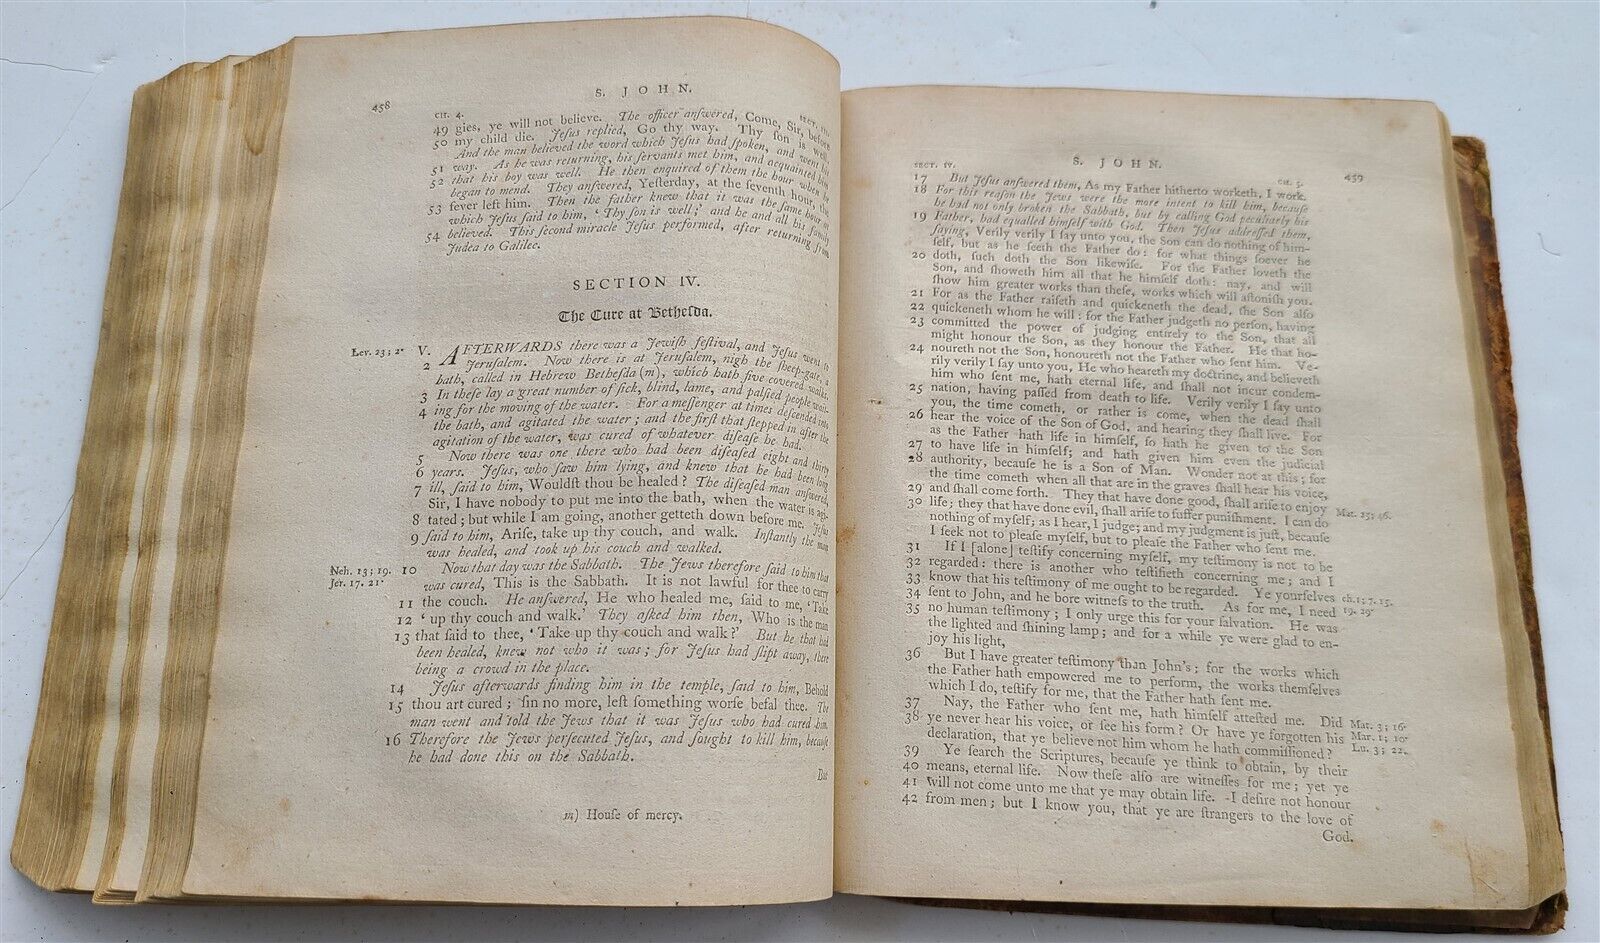 458
S. JOHN.
CH. 4.
SECT. III.
49 gies, ye will not believe. The officer anſwered, Come, Sir, before
50 my child die. Jeſus replied, Go thy way. Thy ſon is well.
And the man believed the word which Jeſus had ſpoken, and went his
51 way. As he was returning, his ſervants met him, and acquainted him
52 that his boy was well. He then enquired of them the hour when he
began to mend. They anſwered, Yeſterday, at the ſeventh hour, the
53 fever left him. Then the father knew that it was the ſame hour in
which Jeſus ſaid to him, ‘Thy ſon is well;’ and he and all his family
54 believed. This ſecond miracle Jeſus performed, after returning from
Judea to Galilee.
SECTION IV.
The Cure at Betheſda.
Lev. 23; 2. V. AFTERWARDS there was a Jewiſh feſtival, and Jeſus went to
2 Jeruſalem. Now there is at Jeruſalem, nigh the ſheep-gate, a
bath, called in Hebrew Betheſda (m), which hath five covered walks.
3 In theſe lay a great number of ſick, blind, lame, and palſied people wait-
4 ing for the moving of the water. For a meſſenger at times deſcended into
the bath, and agitated the water; and the firſt that ſtepped in after the
agitation of the water, was cured of whatever diſeaſe he had.
5 Now there was one there who had been diſeaſed eight and thirty
6 years. Jeſus, who ſaw him lying, and knew that he had been long
7 ill, ſaid to him, Wouldſt thou be healed? The diſeaſed man anſwered,
Sir, I have nobody to put me into the bath, when the water is agi-
8 tated; but while I am going, another getteth down before me. Jeſus
9 ſaid to him, Ariſe, take up thy couch, and walk. Inſtantly the man
was healed, and took up his couch and walked.
Neh. 13; 19. 10 Now that day was the Sabbath. The Jews therefore ſaid to him that
Jer. 17. 21. was cured, This is the Sabbath. It is not lawful for thee to carry
11 the couch. He anſwered, He who healed me, ſaid to me, ‘Take
12 ‘up thy couch and walk.’ They aſked him then, Who is the man
13 that ſaid to thee, ‘Take up thy couch and walk?’ But he that had
been healed, knew not who it was; for Jeſus had ſlipt away, there
being a crowd in the place.
14 Jeſus afterwards finding him in the temple, ſaid to him, Behold
15 thou art cured; ſin no more, leſt ſomething worſe befal thee. The
man went and told the Jews that it was Jeſus who had cured him.
16 Therefore the Jews perſecuted Jeſus, and ſought to kill him, becauſe
he had done this on the Sabbath.
But
m) Houſe of mercy.
SECT. IV.
S. JOHN.
CH. 5.
459
17 But Jeſus anſwered them, As my Father hitherto worketh, I work.
18 For this reaſon the Jews were the more intent to kill him, becauſe
he had not only broken the Sabbath, but by calling God peculiarly his
19 Father, had equalled himſelf with God. Then Jeſus addreſſed them,
ſaying, Verily verily I ſay unto you, the Son can do nothing of him-
ſelf, but as he ſeeth the Father do: for what things ſoever he
20 doth, ſuch doth the Son likewiſe. For the Father loveth the
Son, and ſhoweth him all that he himſelf doth: nay, and will
ſhow him greater works than theſe, works which will aſtoniſh you.
21 For as the Father raiſeth and quickeneth the dead, the Son alſo
22 quickeneth whom he will: for the Father judgeth no perſon, having
23 committed the power of judging entirely to the Son, that all
might honour the Son, as they honour the Father. He that ho-
24 noureth not the Son, honoureth not the Father who ſent him. Ve-
rily verily I ſay unto you, He who heareth my doctrine, and believeth
him who ſent me, hath eternal life, and ſhall not incur condem-
25 nation, having paſſed from death to life. Verily verily I ſay unto
you, the time cometh, or rather is come, when the dead ſhall
26 hear the voice of the Son of God, and hearing they ſhall live. For
as the Father hath life in himſelf, ſo hath he given to the Son
27 to have life in himſelf; and hath given him even the judicial
28 authority, becauſe he is a Son of Man. Wonder not at this; for
the time cometh when all that are in the graves ſhall hear his voice,
29 and ſhall come forth. They that have done good, ſhall ariſe to enjoy Mat. 25; 46.
30 life; they that have done evil, ſhall ariſe to ſuffer puniſhment. I can do
nothing of myſelf; as I hear, I judge; and my judgment is juſt, becauſe
I ſeek not to pleaſe myſelf, but to pleaſe the Father who ſent me.
31 If I [alone] teſtify concerning myſelf, my teſtimony is not to be
32 regarded: there is another who teſtifieth concerning me; and I
33 know that his teſtimony of me ought to be regarded. Ye yourſelves ch. 1; 7. 15.
34 ſent to John, and he bore witneſs to the truth. As for me, I need 19. 29.
35 no human teſtimony; I only urge this for your ſalvation. He was
the lighted and ſhining lamp; and for a while ye were glad to en-
joy his light,
36 But I have greater teſtimony than John's; for the works which
the Father hath empowered me to perform, the works themſelves
which I do, teſtify for me, that the Father hath ſent me.
37 Nay, the Father who ſent me, hath himſelf atteſted me. Did Mat. 3; 16.
38 ye never hear his voice, or ſee his form? Or have ye forgotten his Mar. 1; 10.
declaration, that ye believe not him whom he hath commiſſioned? Lu. 3; 22.
39 Ye ſearch the Scriptures, becauſe ye think to obtain, by their
40 means, eternal life. Now theſe alſo are witneſſes for me; yet ye
41 will not come unto me that ye may obtain life. I deſire not honour
42 from men; but I know you, that ye are ſtrangers to the love of
God.